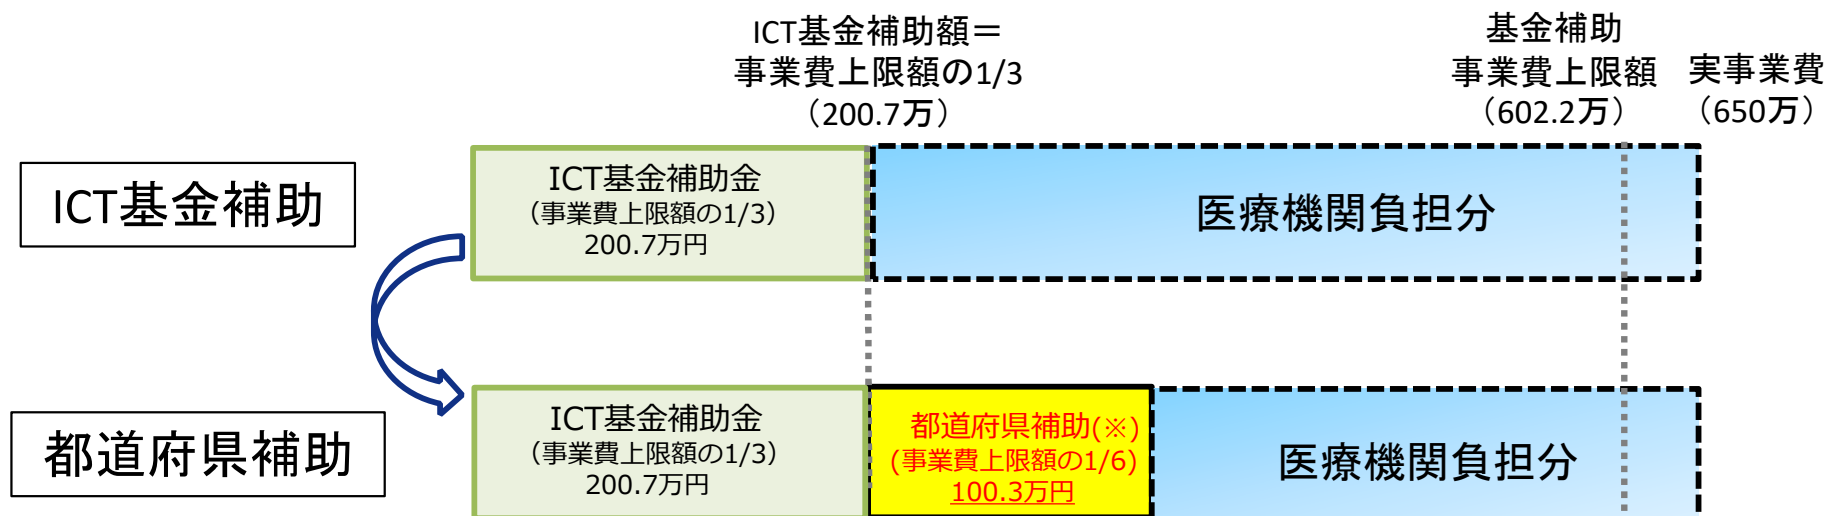 ICT基金補助額＝
事業費上限額の1/3
（200.7万）
基金補助
事業費上限額
（602.2万）
実事業費
（650万）
ICT基金補助
ICT基金補助金
（事業費上限額の1/3）
200.7万円
医療機関負担分
都道府県補助
ICT基金補助金
（事業費上限額の1/3）
200.7万円
都道府県補助(※)
(事業費上限額の1/6)
100.3万円
医療機関負担分